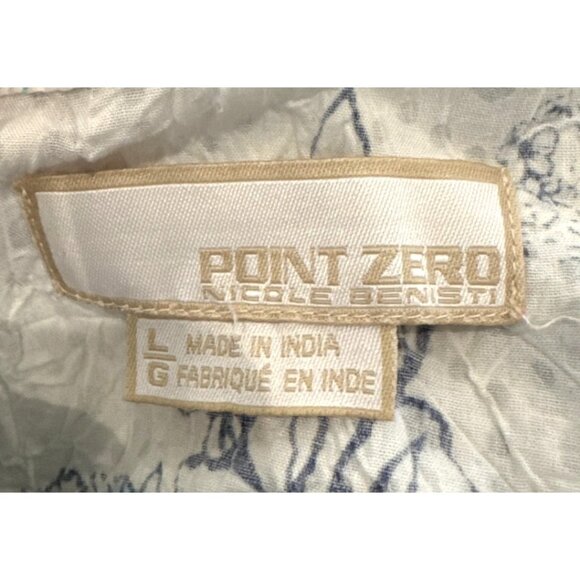 POINT ZERO
NICOLE BENISTI
L MADE IN INDIA
G FABRIQUÉ EN INDE